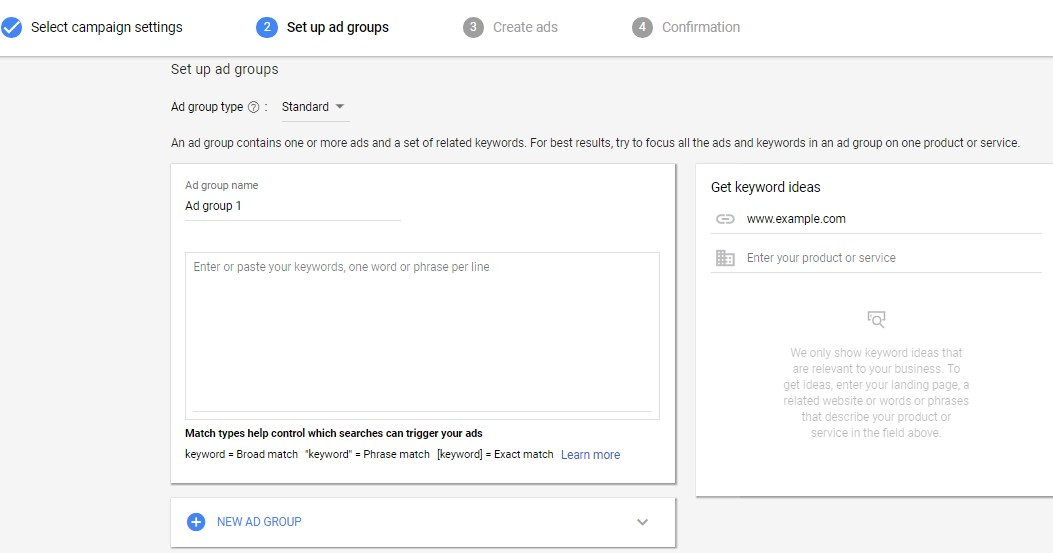 Select campaign settings
2 Set up ad groups
3 Create ads
4 Confirmation
Set up ad groups
Ad group type ? : Standard
An ad group contains one or more ads and a set of related keywords. For best results, try to focus all the ads and keywords in an ad group on one product or service.
Ad group name
Ad group 1
Enter or paste your keywords, one word or phrase per line
Match types help control which searches can trigger your ads
keyword = Broad match "keyword" = Phrase match [keyword] = Exact match Learn more
NEW AD GROUP
Get keyword ideas
www.example.com
Enter your product or service
We only show keyword ideas that
are relevant to your business. To
get ideas, enter your landing page, a
related website or words or phrases
that describe your product or
service in the field above.